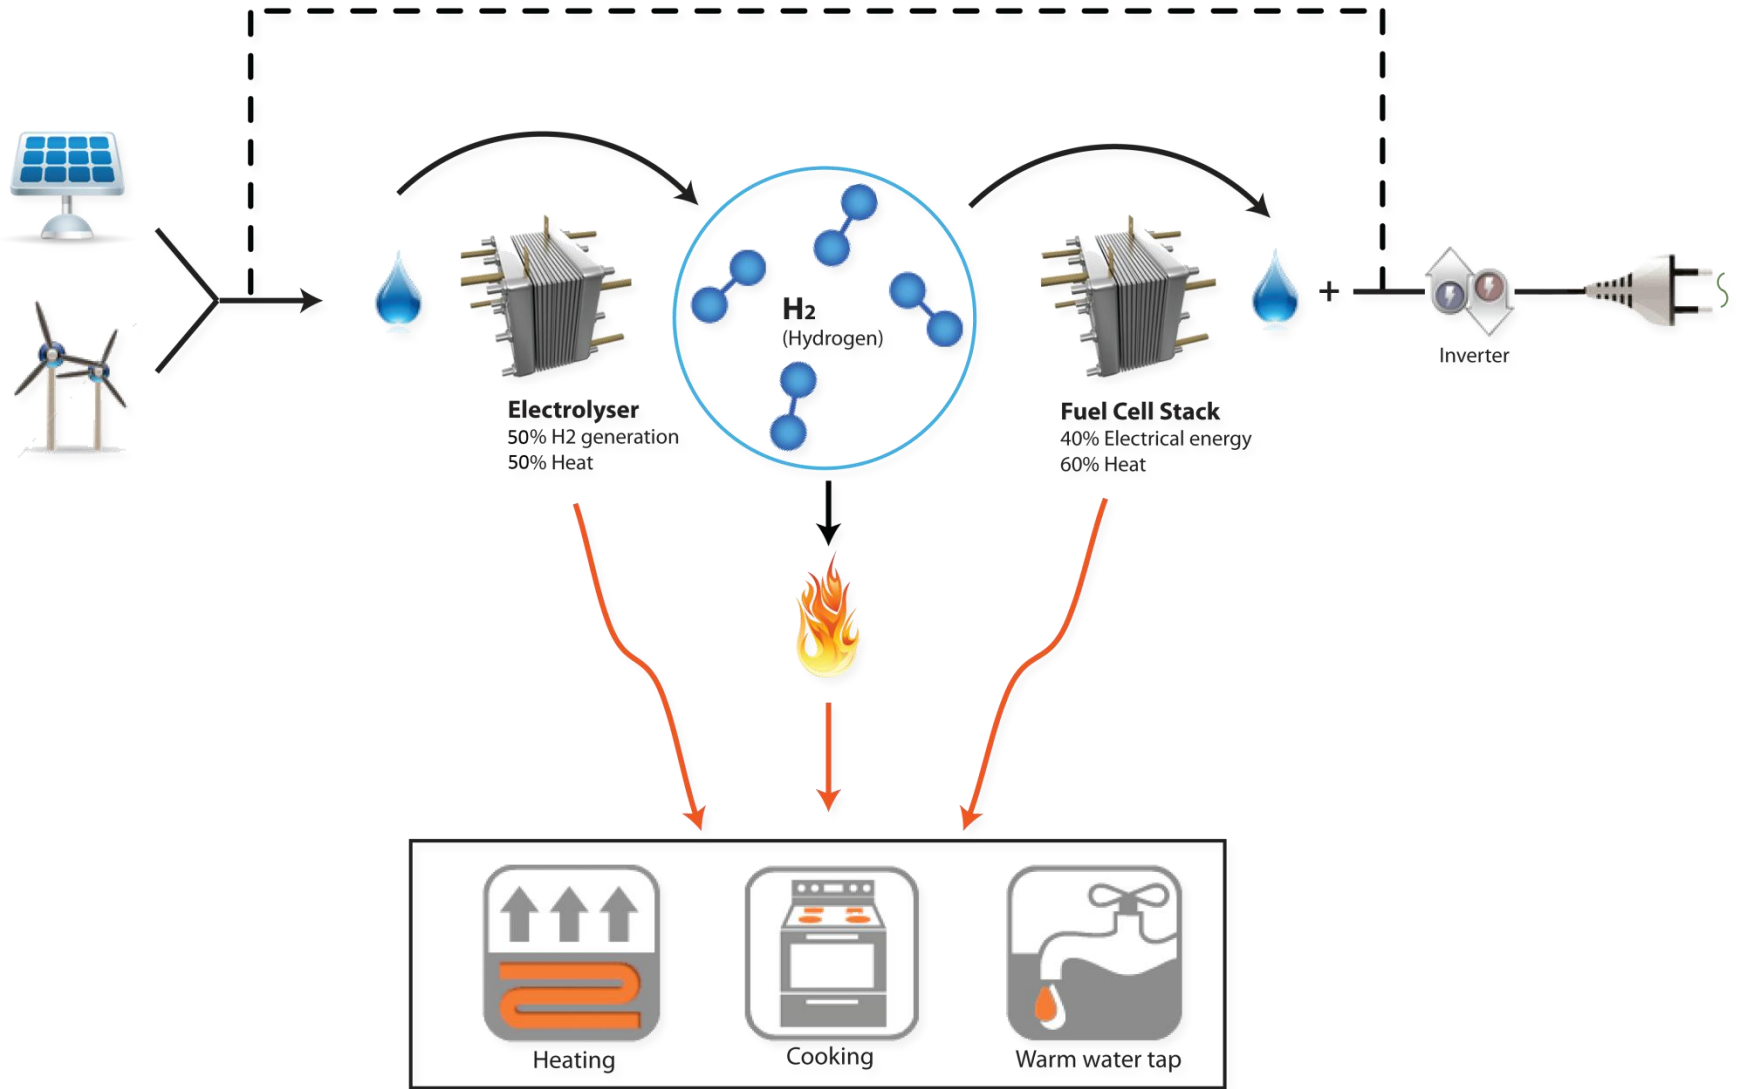 H2
(Hydrogen)
+
Inverter
Electrolyser
50% H2 generation
50% Heat
Fuel Cell Stack
40% Electrical energy
60% Heat
Heating
Cooking
Warm water tap